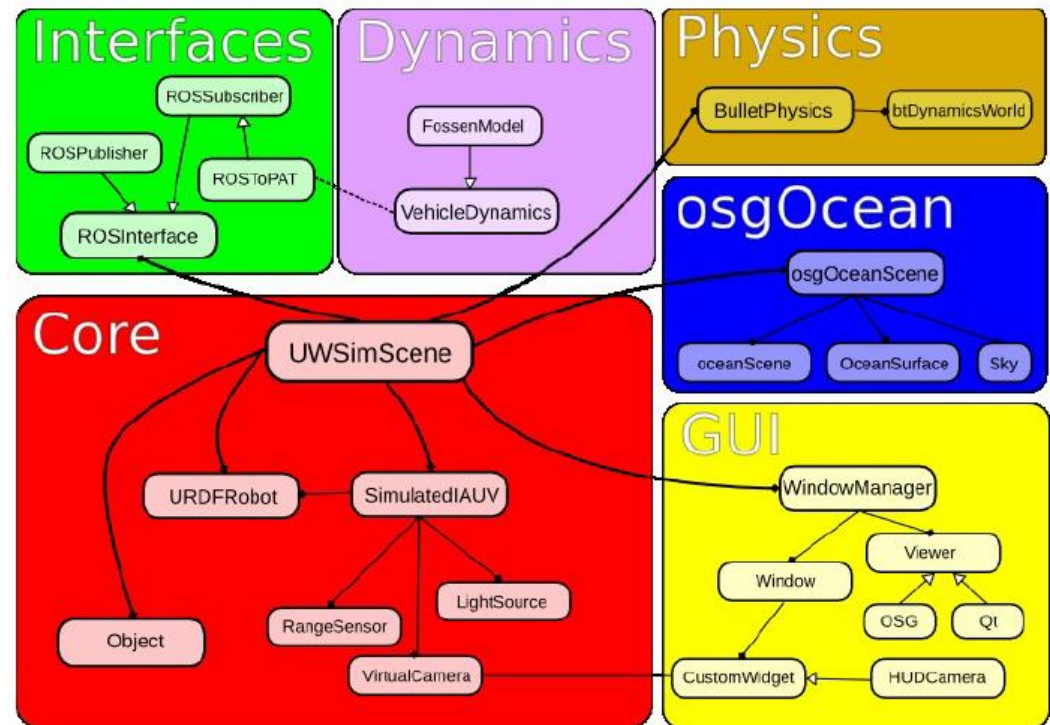 Interfaces
ROSSubscriber
ROSPublisher
ROSToPAT
ROSInterface
Dynamics
FossenModel
VehicleDynamics
Physics
BulletPhysics
btDynamicsWorld
osgOcean
osgOceanScene
oceanScene
OceanSurface
Sky
Core
UWSimScene
URDFRobot
SimulatedIAUV
LightSource
RangeSensor
Object
VirtualCamera
GUI
WindowManager
Viewer
Window
OSG
Qt
CustomWidget
HUDCamera